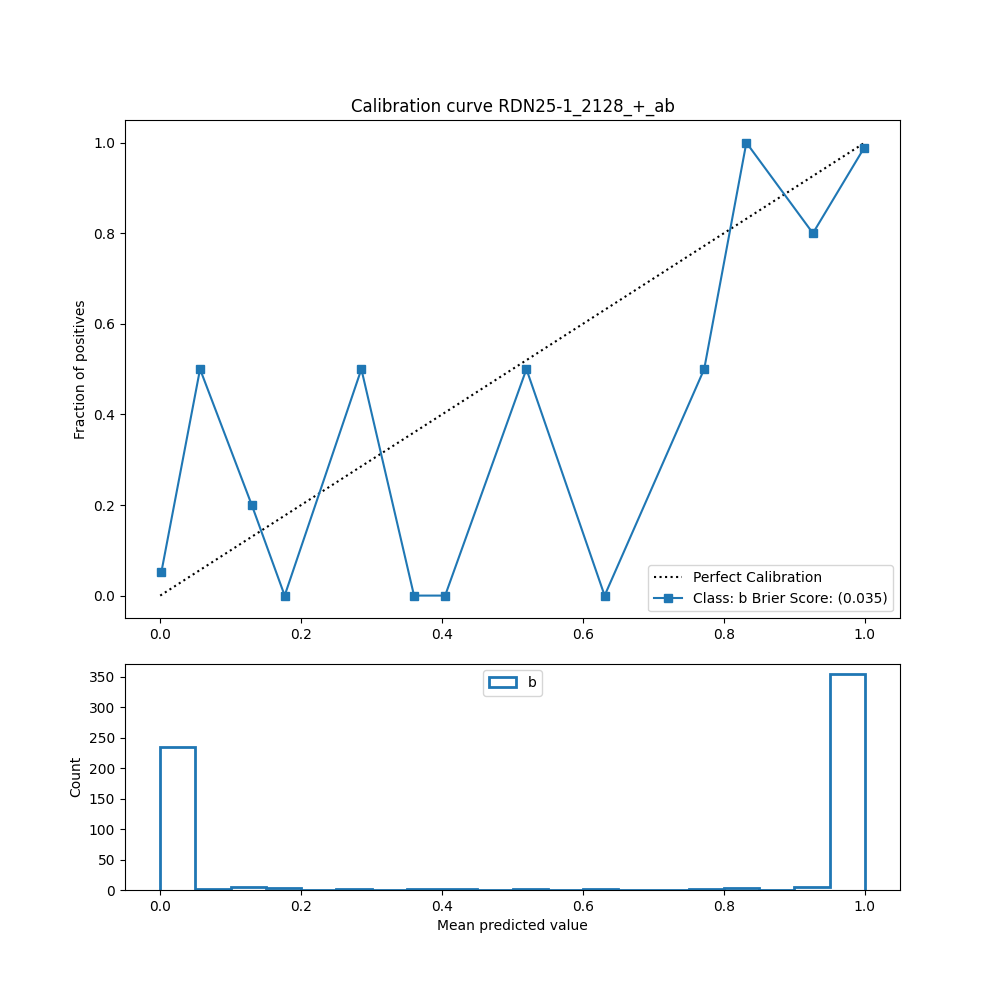 Calibration curve RDN25-1_2128_+_ab
1.0
0.8
0.6
0.4
0.2
0.0
Fraction of positives
Perfect Calibration
Class: b Brier Score: (0.035)
0.0 0.2 0.4 0.6 0.8 1.0
350
300
250
200
150
100
50
0
Count
b
0.0 0.2 0.4 0.6 0.8 1.0
Mean predicted value